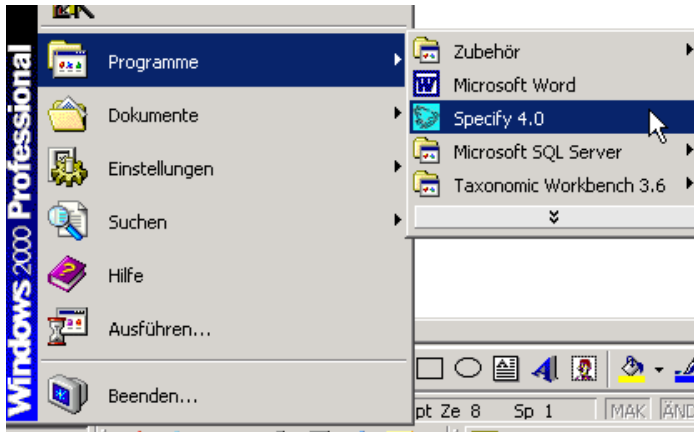 Windows 2000 Professional
Programme
Dokumente
Einstellungen
Suchen
Hilfe
Ausführen...
Beenden...
Zubehör
Microsoft Word
Specify 4.0
Microsoft SQL Server
Taxonomic Workbench 3.6
pt Ze 8 Sp 1 MAK ÄND